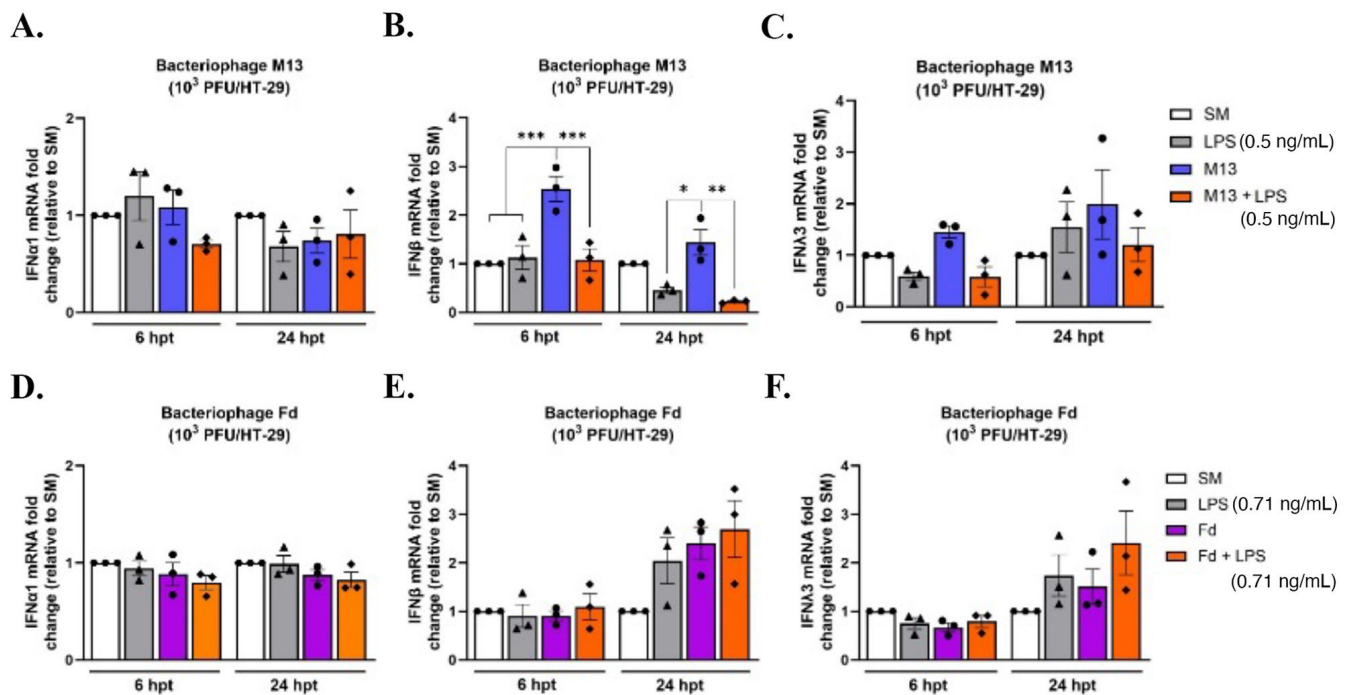 A.
Bacteriophage M13
(10³ PFU/HT-29)
IFNα1 mRNA fold
change (relative to SM)
2
1
0
6 hpt
24 hpt
B.
Bacteriophage M13
(10³ PFU/HT-29)
IFNβ mRNA fold
change (relative to SM)
4
3
2
1
0
*** ***
* **
6 hpt
24 hpt
C.
Bacteriophage M13
(10³ PFU/HT-29)
IFNλ3 mRNA fold
change (relative to SM)
4
3
2
1
0
6 hpt
24 hpt
SM
LPS (0.5 ng/mL)
M13
M13 + LPS
(0.5 ng/mL)
D.
Bacteriophage Fd
(10³ PFU/HT-29)
IFNα1 mRNA fold
change (relative to SM)
2
1
0
6 hpt
24 hpt
E.
Bacteriophage Fd
(10³ PFU/HT-29)
IFNβ mRNA fold
change (relative to SM)
4
3
2
1
0
6 hpt
24 hpt
F.
Bacteriophage Fd
(10³ PFU/HT-29)
IFNλ3 mRNA fold
change (relative to SM)
4
3
2
1
0
6 hpt
24 hpt
SM
LPS (0.71 ng/mL)
Fd
Fd + LPS
(0.71 ng/mL)